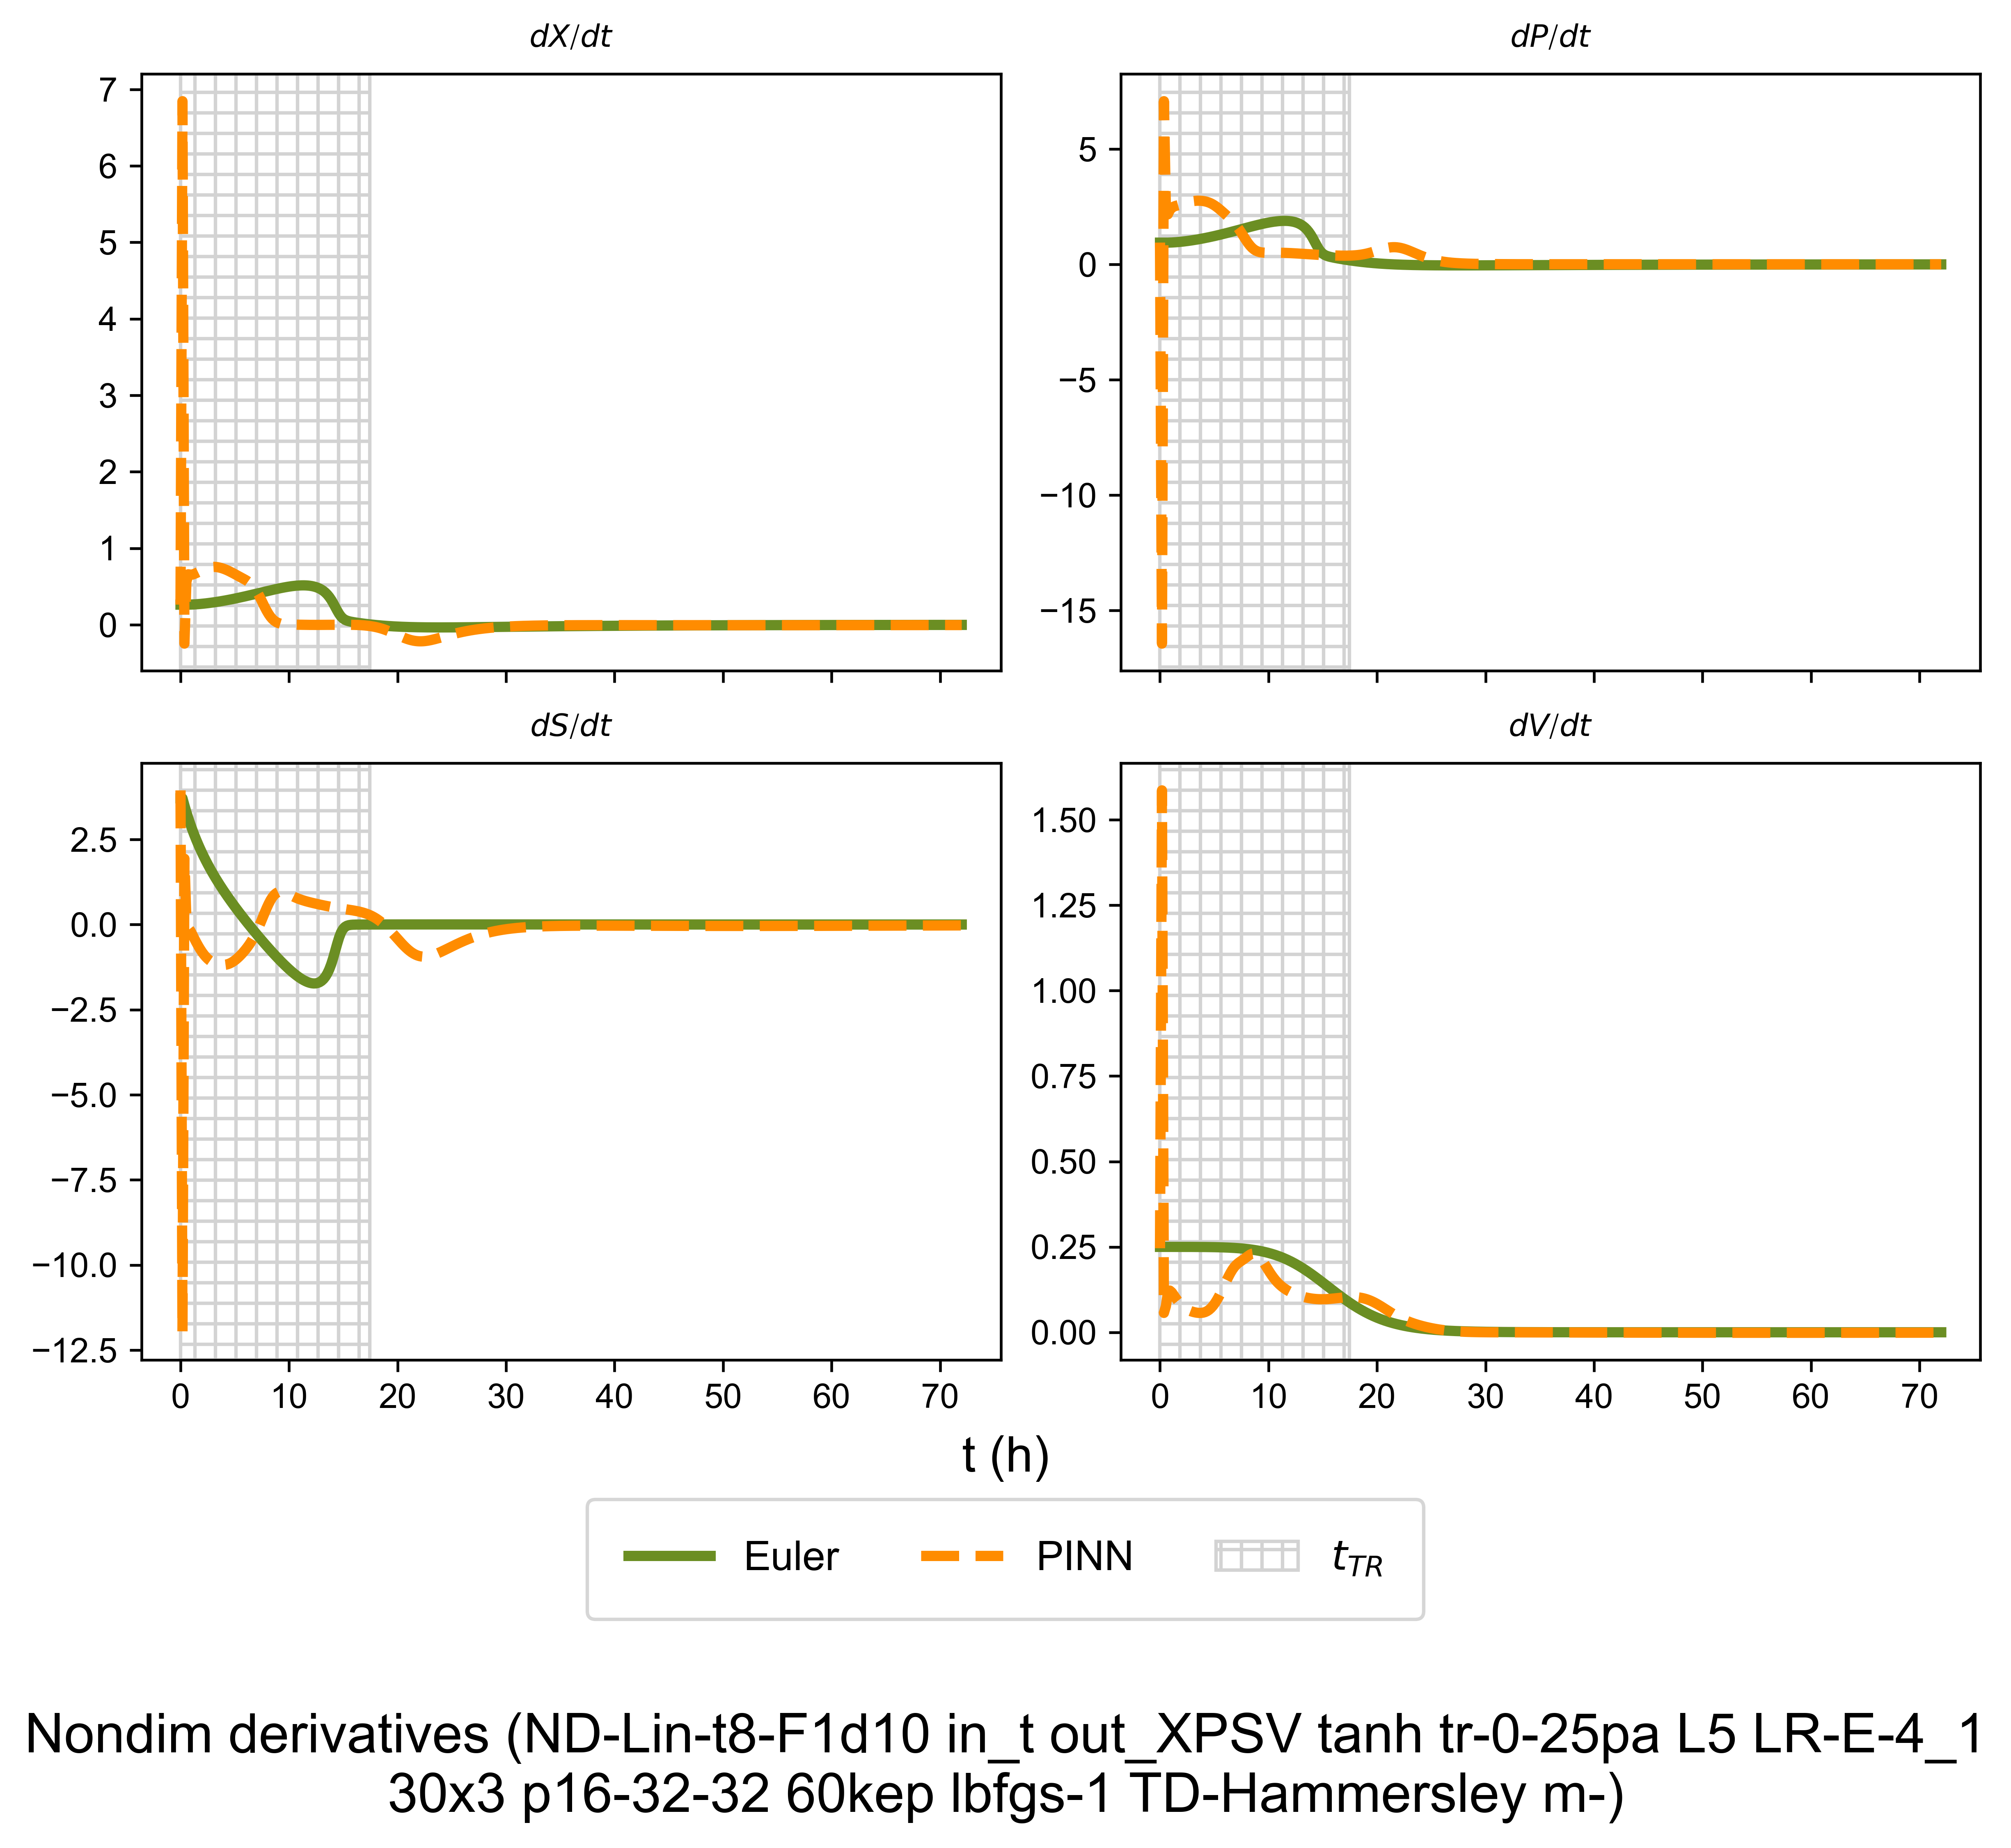 dX/dt
dP/dt
7
6
5
4
3
2
1
0
5
0
−5
−10
−15
dS/dt
dV/dt
2.5
0.0
−2.5
−5.0
−7.5
−10.0
−12.5
1.50
1.25
1.00
0.75
0.50
0.25
0.00
0 10 20 30 40 50 60 70
0 10 20 30 40 50 60 70
t (h)
Euler PINN t_TR
Nondim derivatives (ND-Lin-t8-F1d10 in_t out_XPSV tanh tr-0-25pa L5 LR-E-4_1
30x3 p16-32-32 60kep lbfgs-1 TD-Hammersley m-)